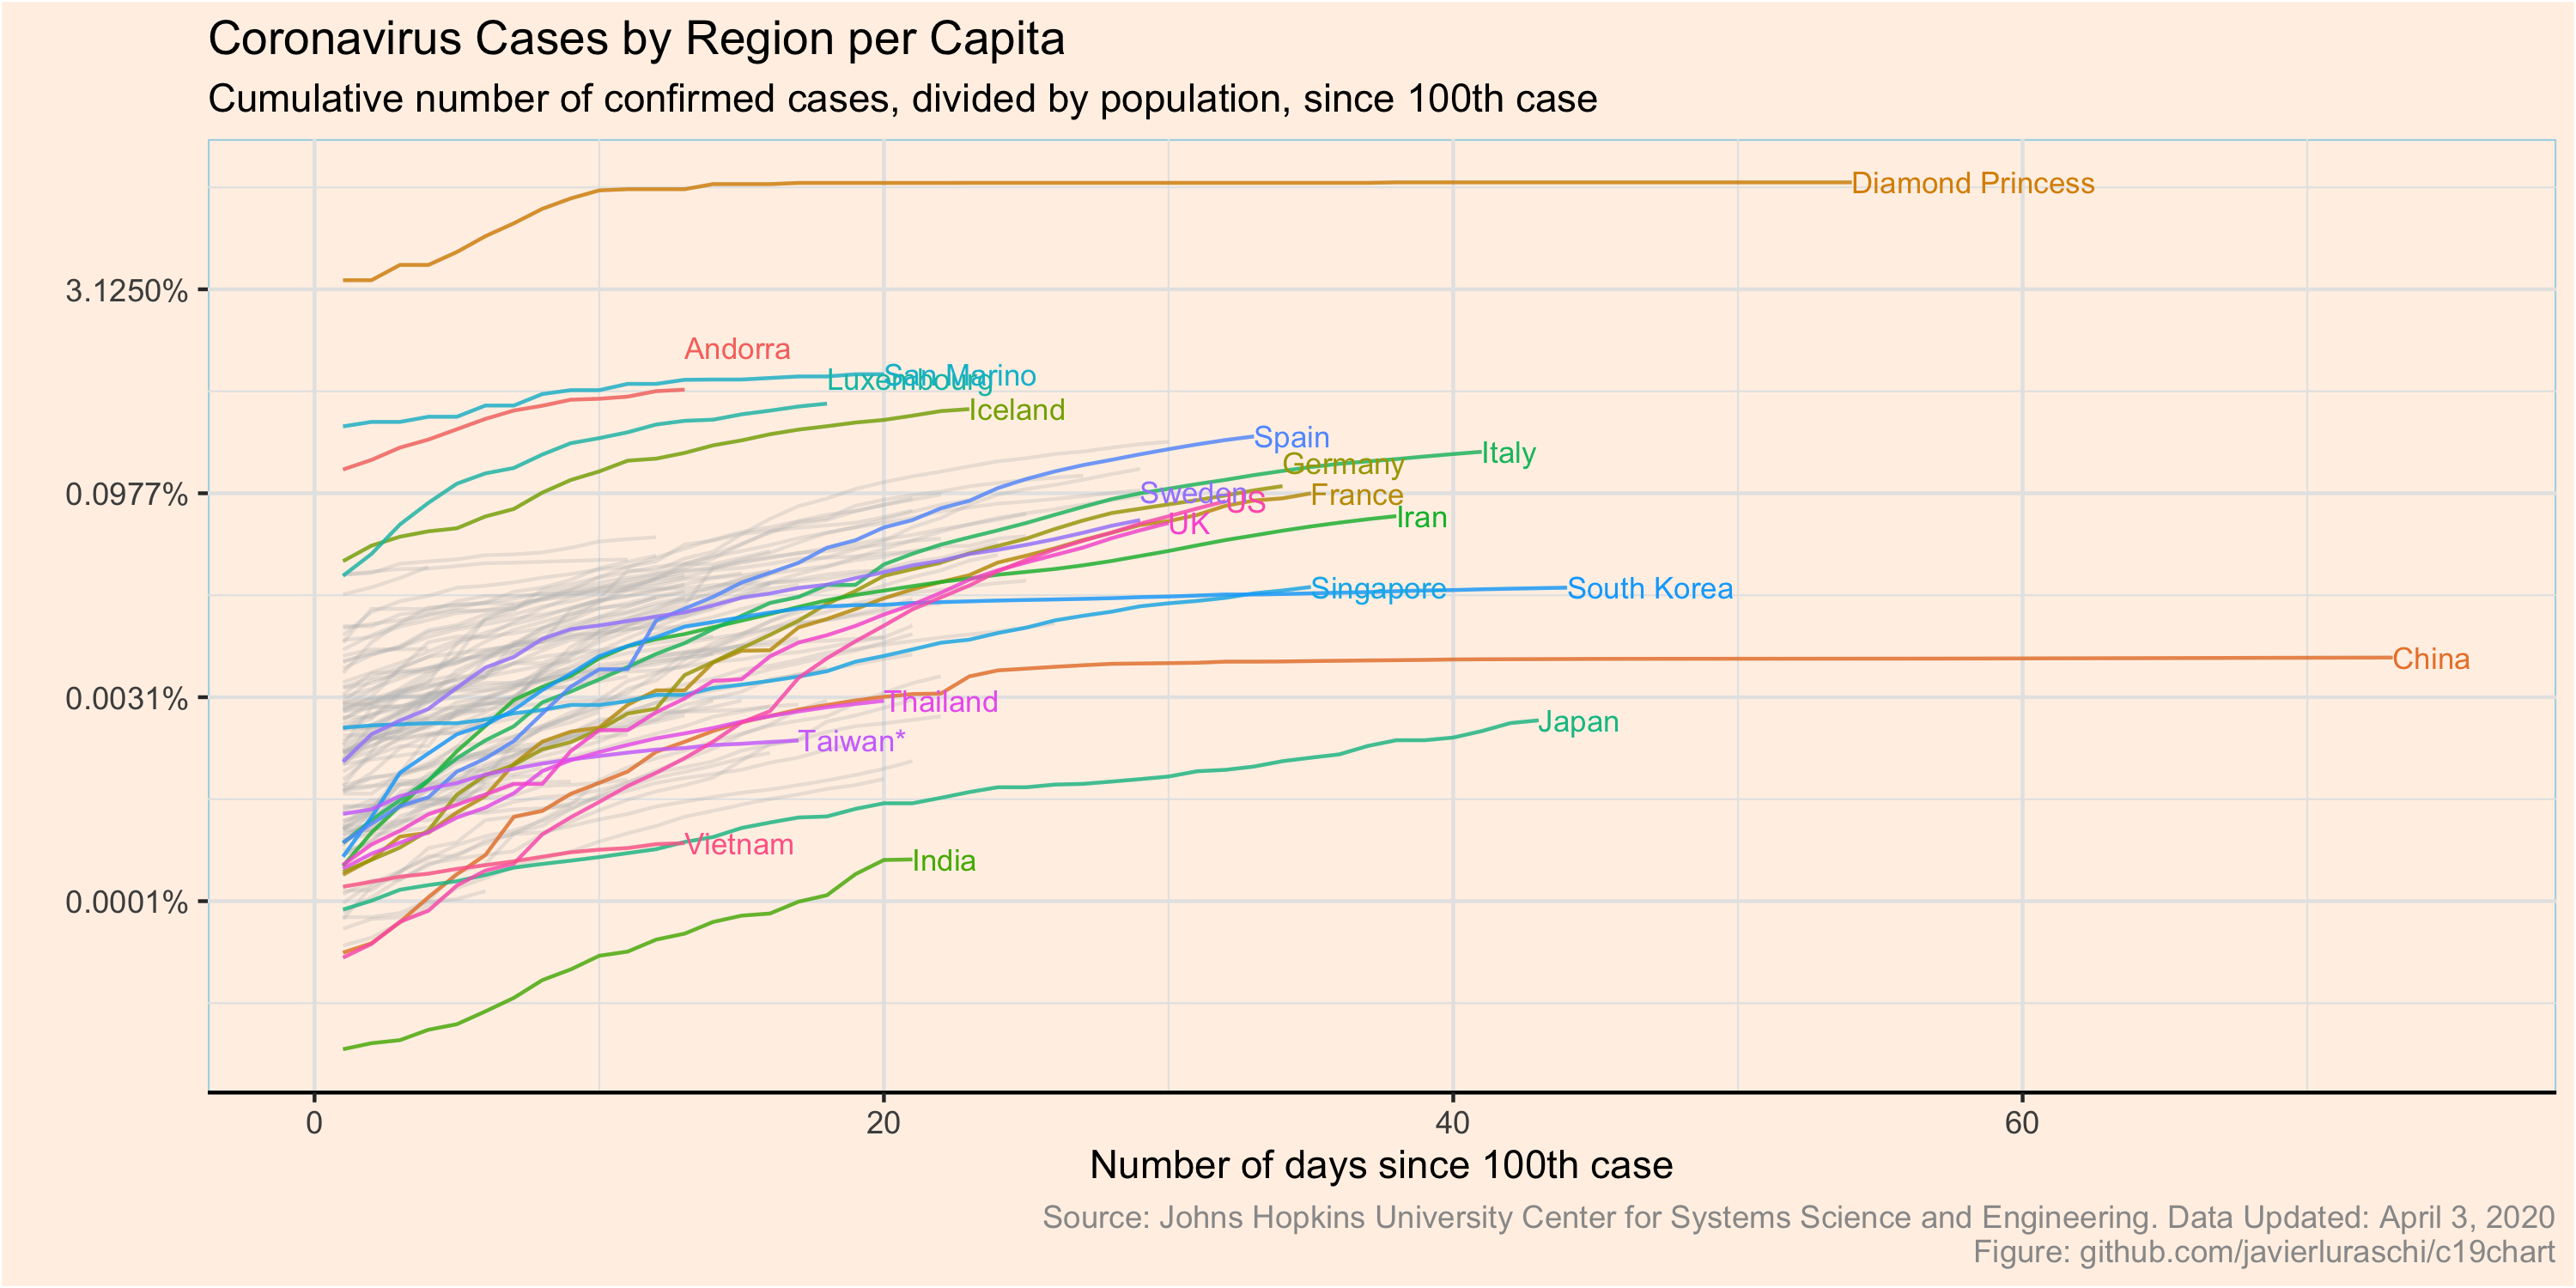 Coronavirus Cases by Region per Capita
Cumulative number of confirmed cases, divided by population, since 100th case
Diamond Princess
3.1250%
Andorra
San Marino
Luxembourg
Iceland
Spain
Italy
Germany
0.0977%
Sweden
France
US
Iran
UK
Singapore
South Korea
China
0.0031%
Thailand
Japan
Taiwan*
Vietnam
India
0.0001%
0 20 40 60
Number of days since 100th case
Source: Johns Hopkins University Center for Systems Science and Engineering. Data Updated: April 3, 2020
Figure: github.com/javierluraschi/c19chart